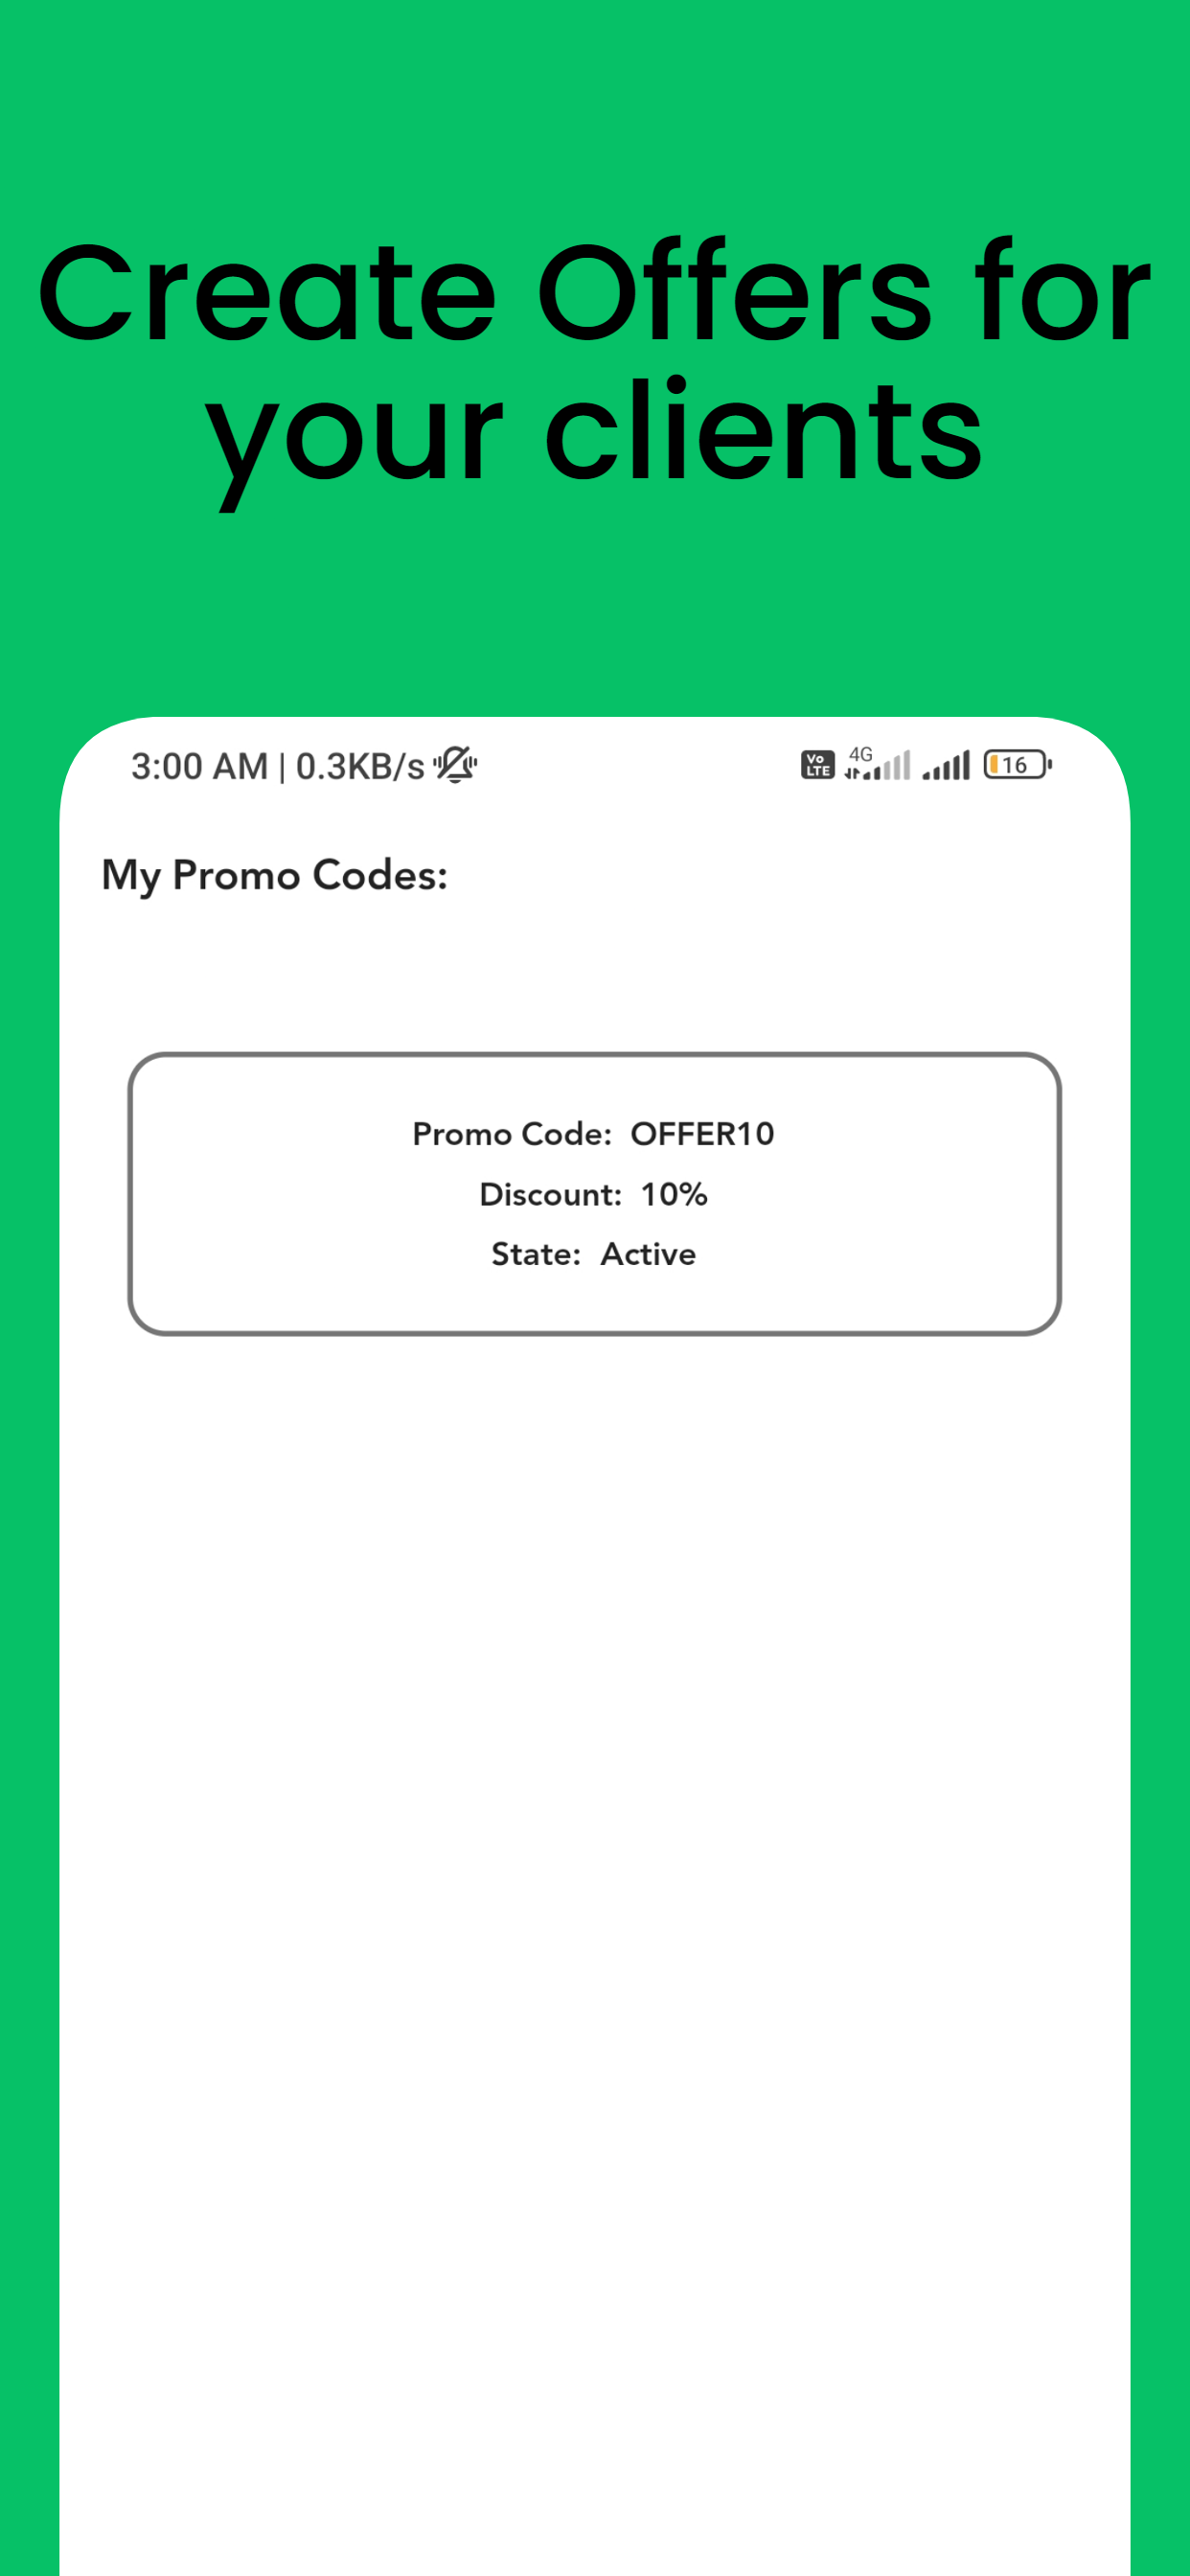 Create Offers for
your clients
3:00 AM | 0.3KB/s
Vo LTE 4G 16
My Promo Codes:
Promo Code: OFFER10
Discount: 10%
State: Active